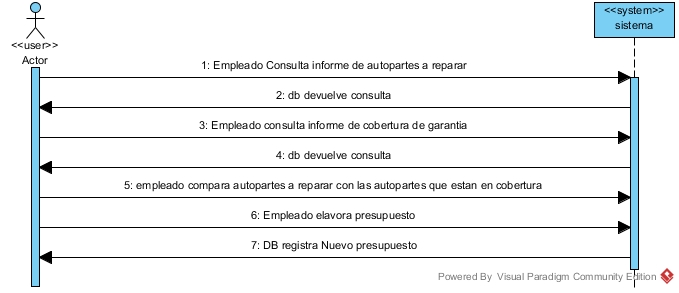 <<system>>
sistema
<<user>>
Actor
1: Empleado Consulta informe de autopartes a reparar
2: db devuelve consulta
3: Empleado consulta informe de cobertura de garantia
4: db devuelve consulta
5: empleado compara autopartes a reparar con las autopartes que estan en cobertura
6: Empleado elavora presupuesto
7: DB registra Nuevo presupuesto
Powered By Visual Paradigm Community Edition